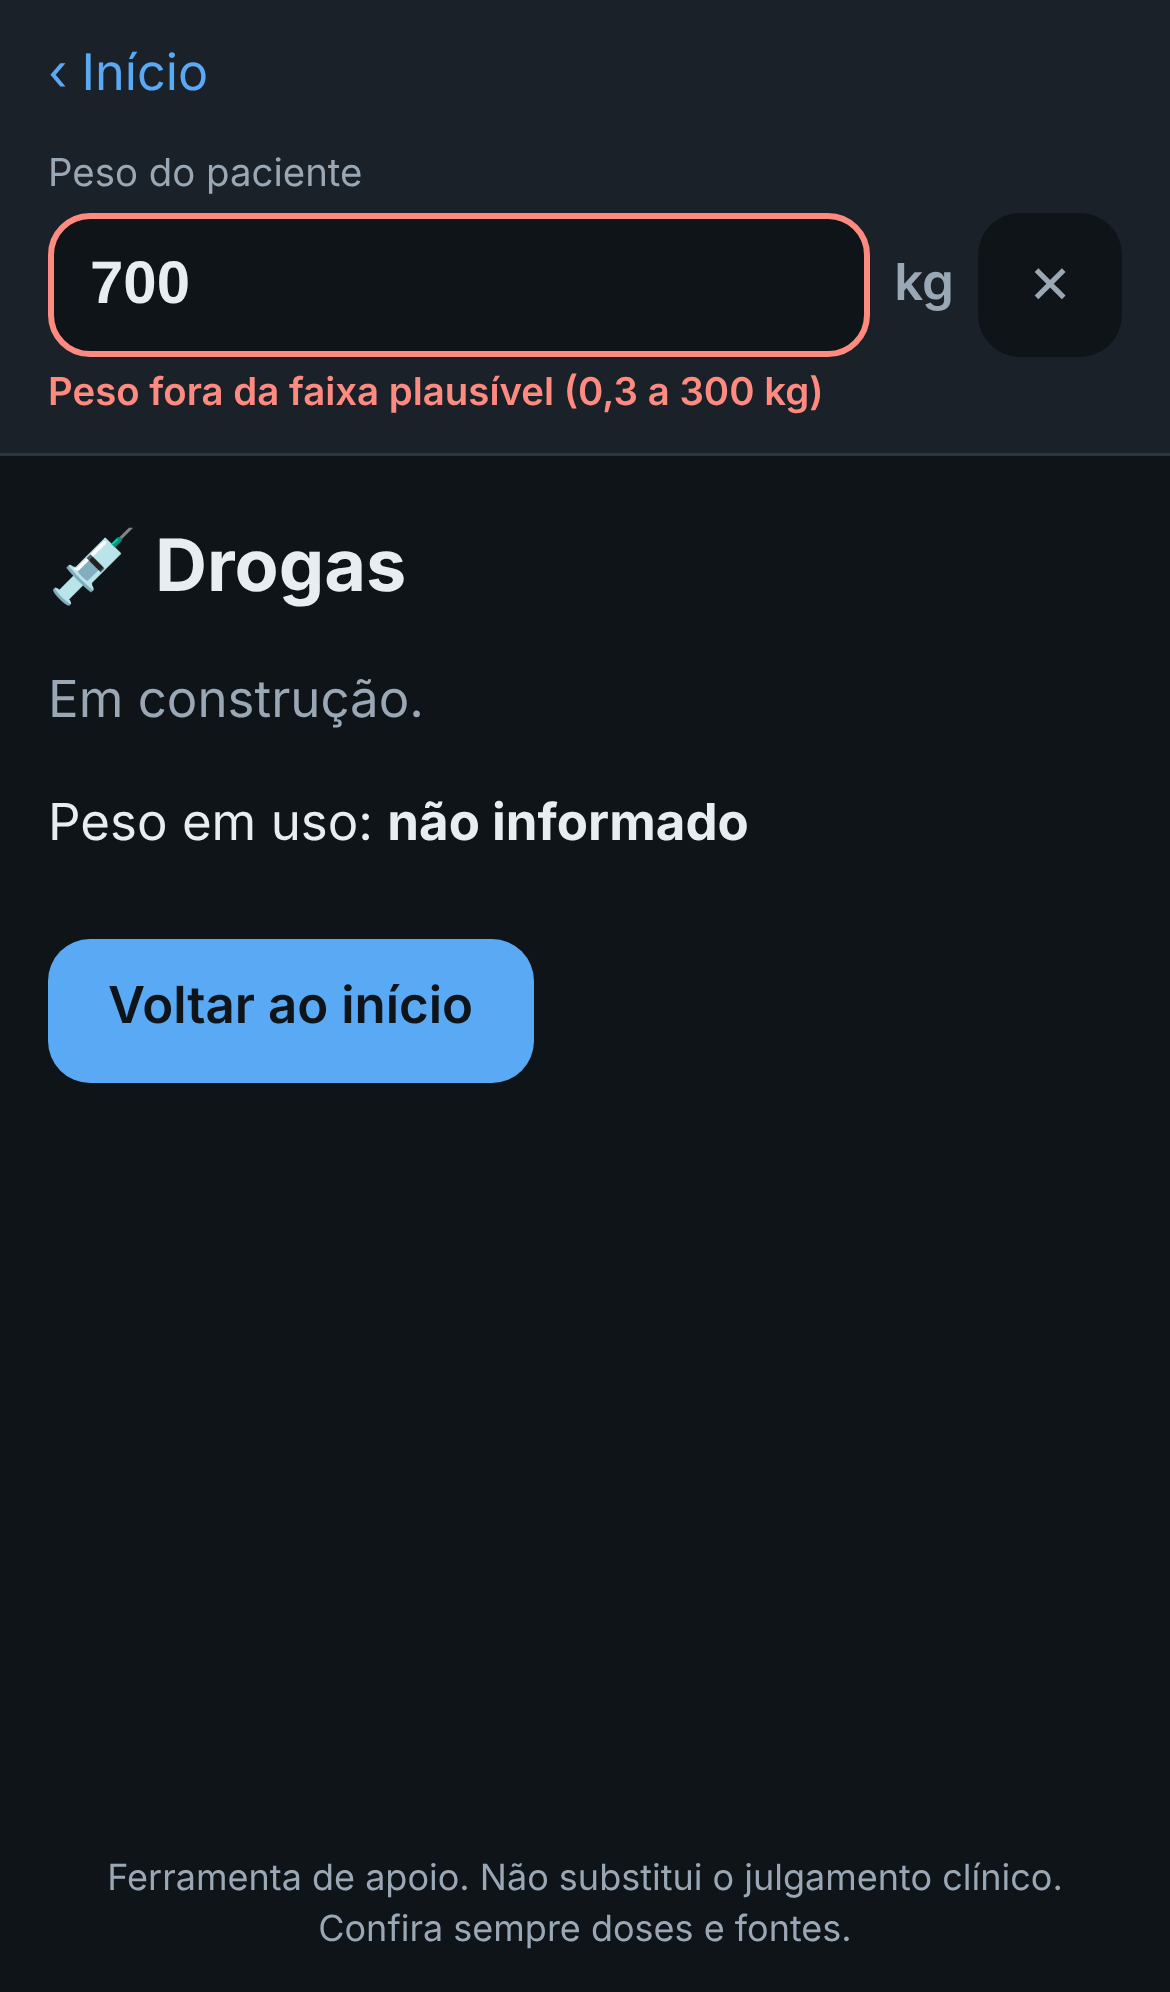 ‹ Início
Peso do paciente
700 kg ✕
Peso fora da faixa plausível (0,3 a 300 kg)
Drogas
Em construção.
Peso em uso: não informado
Voltar ao início
Ferramenta de apoio. Não substitui o julgamento clínico.
Confira sempre doses e fontes.